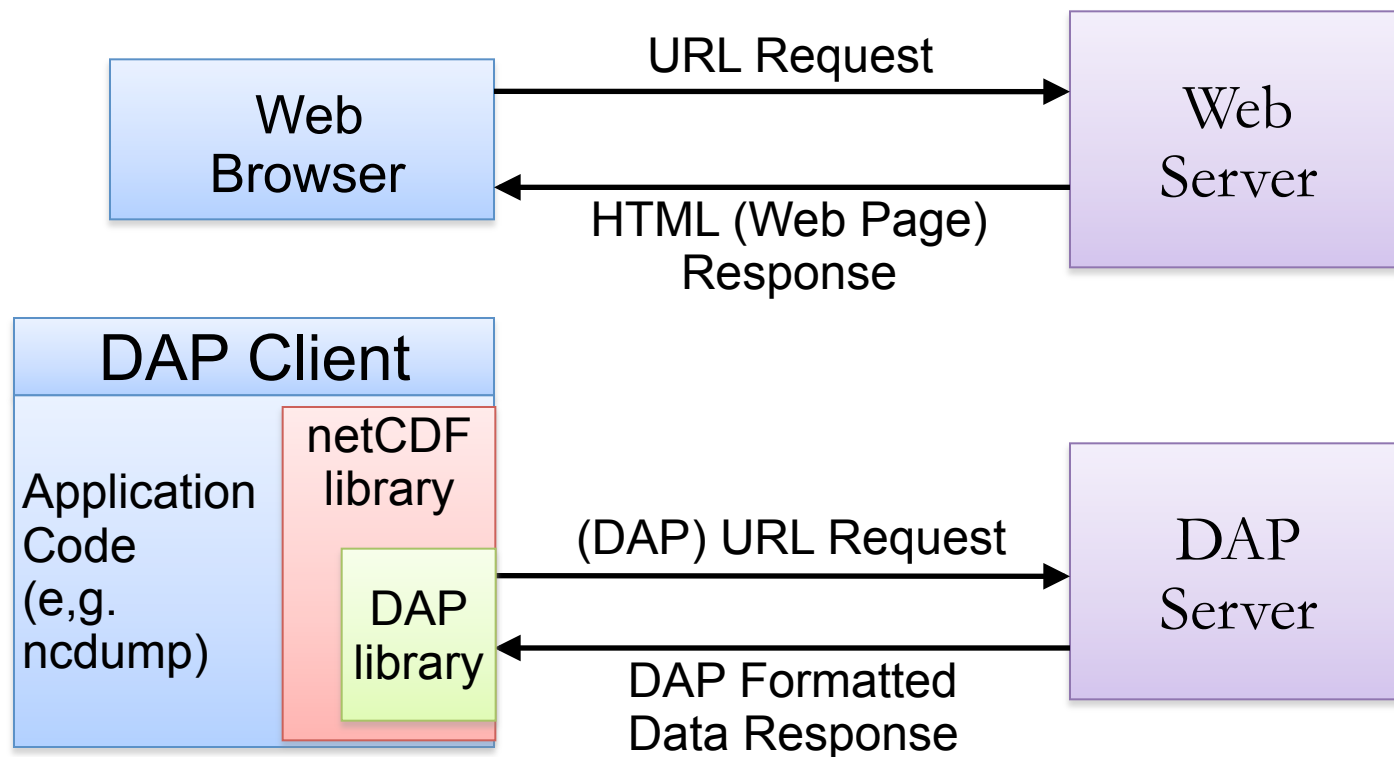 URL Request
Web
Browser
Web
Server
HTML (Web Page)
Response
DAP Client
netCDF
library
Application
Code
(e,g.
ncdump)
DAP
library
(DAP) URL Request
DAP
Server
DAP Formatted
Data Response